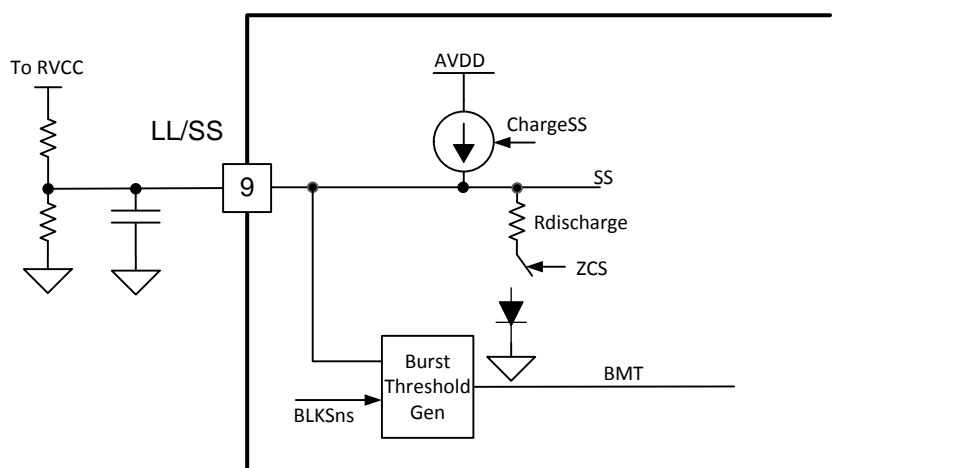 To RVCC
LL/SS
9
AVDD
ChargeSS
SS
Rdischarge
ZCS
Burst
Threshold
Gen
BLKSns
BMT